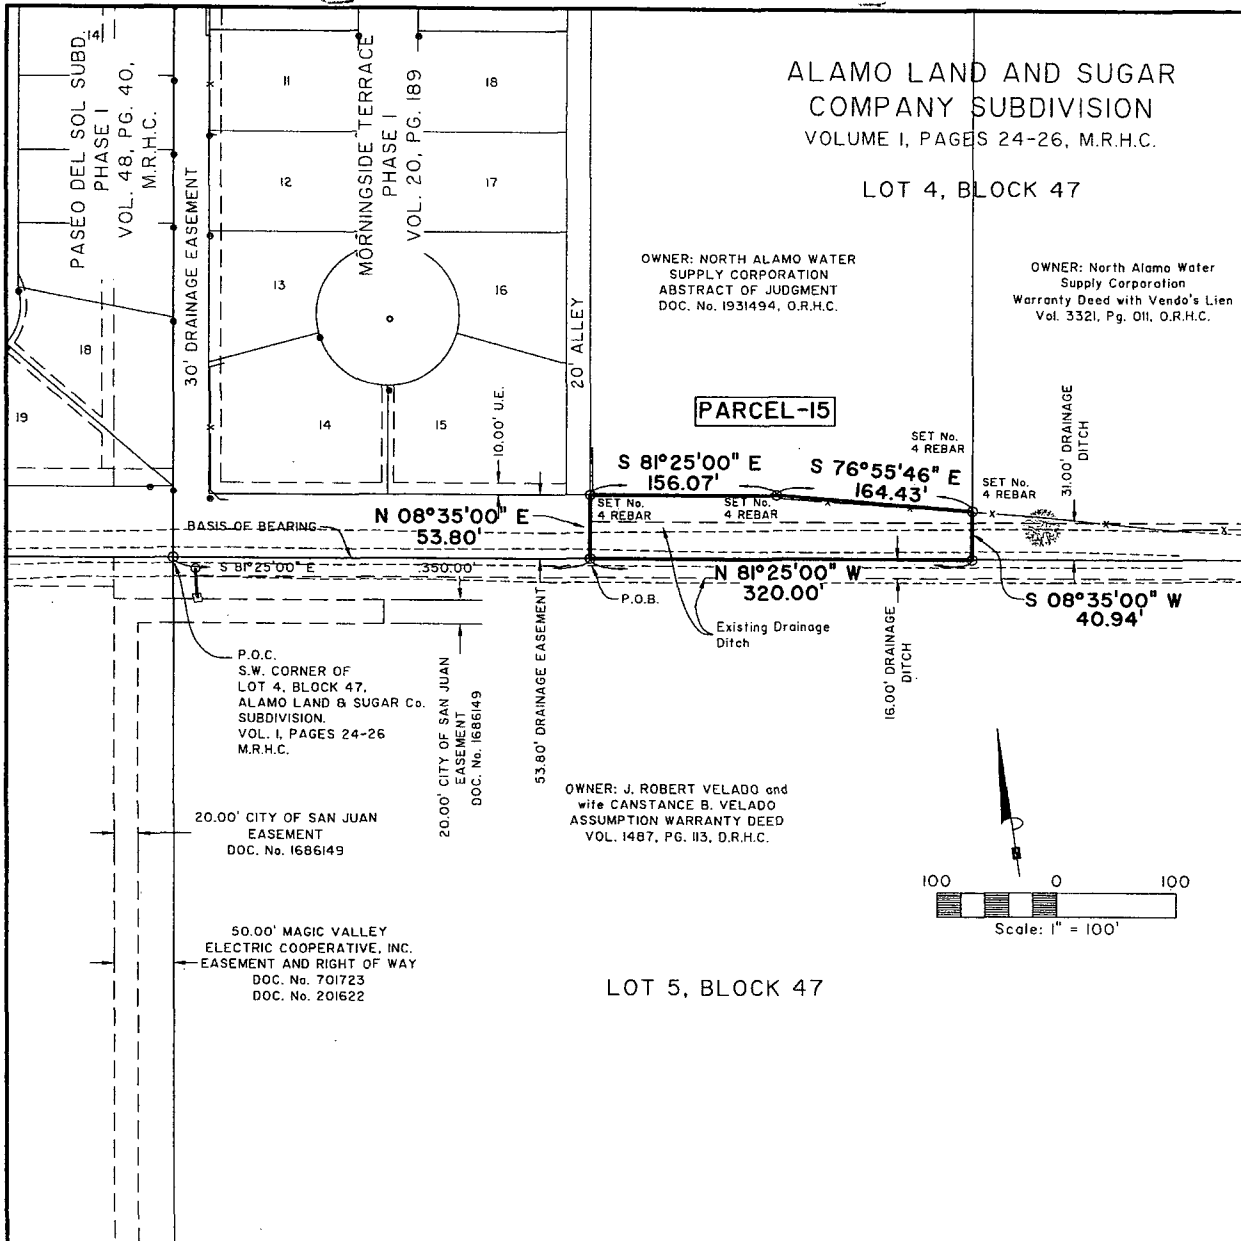 ALAMO LAND AND SUGAR
COMPANY SUBDIVISION
VOLUME 1, PAGES 24-26, M.R.H.C.
LOT 4, BLOCK 47
PASEO DEL SOL SUBD.
PHASE I
VOL. 48, PG. 40,
M.R.H.C.
14
18
19
30' DRAINAGE EASEMENT
MORNINGSIDE TERRACE
PHASE I
VOL. 20, PG. 189
11
18
12
17
13
16
14
15
10.00' U.E.
20' ALLEY
OWNER: NORTH ALAMO WATER
SUPPLY CORPORATION
ABSTRACT OF JUDGMENT
DOC. No. 1931494, O.R.H.C.
OWNER: North Alamo Water
Supply Corporation
Warranty Deed with Vendo's Lien
Vol. 3321, Pg. 011, O.R.H.C.
PARCEL-15
SET No.
4 REBAR
31.00' DRAINAGE
DITCH
S 81°25'00" E
156.07'
S 76°55'46" E
164.43'
SET No.
4 REBAR
SET No.
4 REBAR
SET No.
4 REBAR
N 08°35'00" E
53.80'
BASIS OF BEARING
S 81°25'00" E
350.00'
N 81°25'00" W
320.00'
S 08°35'00" W
40.94'
P.O.B.
Existing Drainage
Ditch
16.00' DRAINAGE
DITCH
53.80' DRAINAGE EASEMENT
20.00' CITY OF SAN JUAN
EASEMENT
DOC. No. 1686149
P.O.C.
S.W. CORNER OF
LOT 4, BLOCK 47,
ALAMO LAND & SUGAR Co.
SUBDIVISION.
VOL. 1, PAGES 24-26
M.R.H.C.
OWNER: J. ROBERT VELADO and
wife CANSTANCE B. VELADO
ASSUMPTION WARRANTY DEED
VOL. 1487, PG. 113, D.R.H.C.
20.00' CITY OF SAN JUAN
EASEMENT
DOC. No. 1686149
100 0 100
Scale: 1" = 100'
50.00' MAGIC VALLEY
ELECTRIC COOPERATIVE, INC.
EASEMENT AND RIGHT OF WAY
DOC. No. 701723
DOC. No. 201622
LOT 5, BLOCK 47